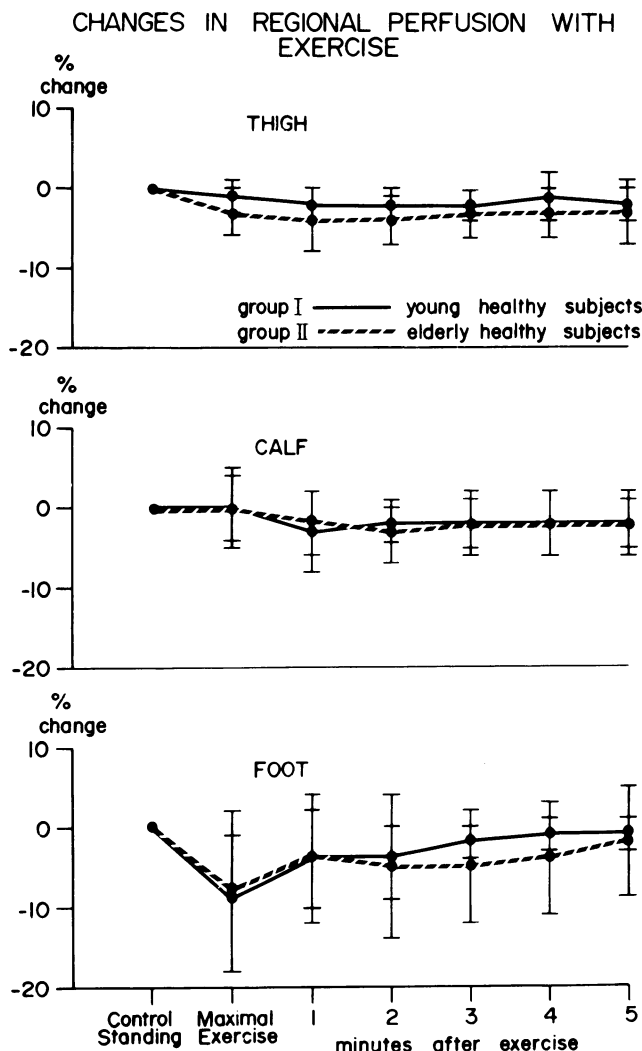 CHANGES IN REGIONAL PERFUSION WITH
EXERCISE
%
change
10
THIGH
0
-10
group I young healthy subjects
group II elderly healthy subjects
-20
%
change
10
CALF
0
-10
-20
%
change
10
FOOT
0
-10
-20
Control Maximal 1 2 3 4 5
Standing Exercise minutes after exercise